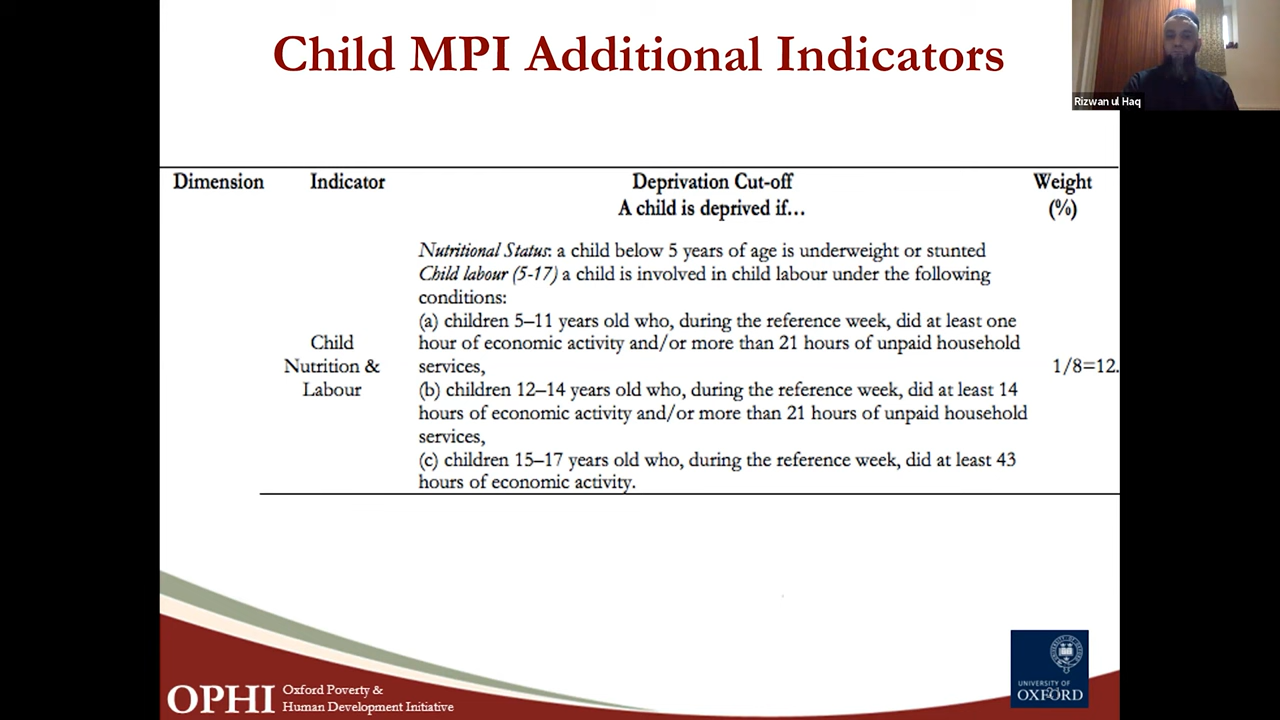 Child MPI Additional Indicators
Rizwan ul Haq
Dimension Indicator Deprivation Cut-off Weight
A child is deprived if... (%)
Nutritional Status: a child below 5 years of age is underweight or stunted
Child labour (5-17) a child is involved in child labour under the following
conditions:
(a) children 5–11 years old who, during the reference week, did at least one
hour of economic activity and/or more than 21 hours of unpaid household
services,
(b) children 12–14 years old who, during the reference week, did at least 14
hours of economic activity and/or more than 21 hours of unpaid household
services,
(c) children 15–17 years old who, during the reference week, did at least 43
hours of economic activity.
Child
Nutrition &
Labour
1/8=12.
OPHI
Oxford Poverty &
Human Development Initiative
UNIVERSITY OF
OXFORD